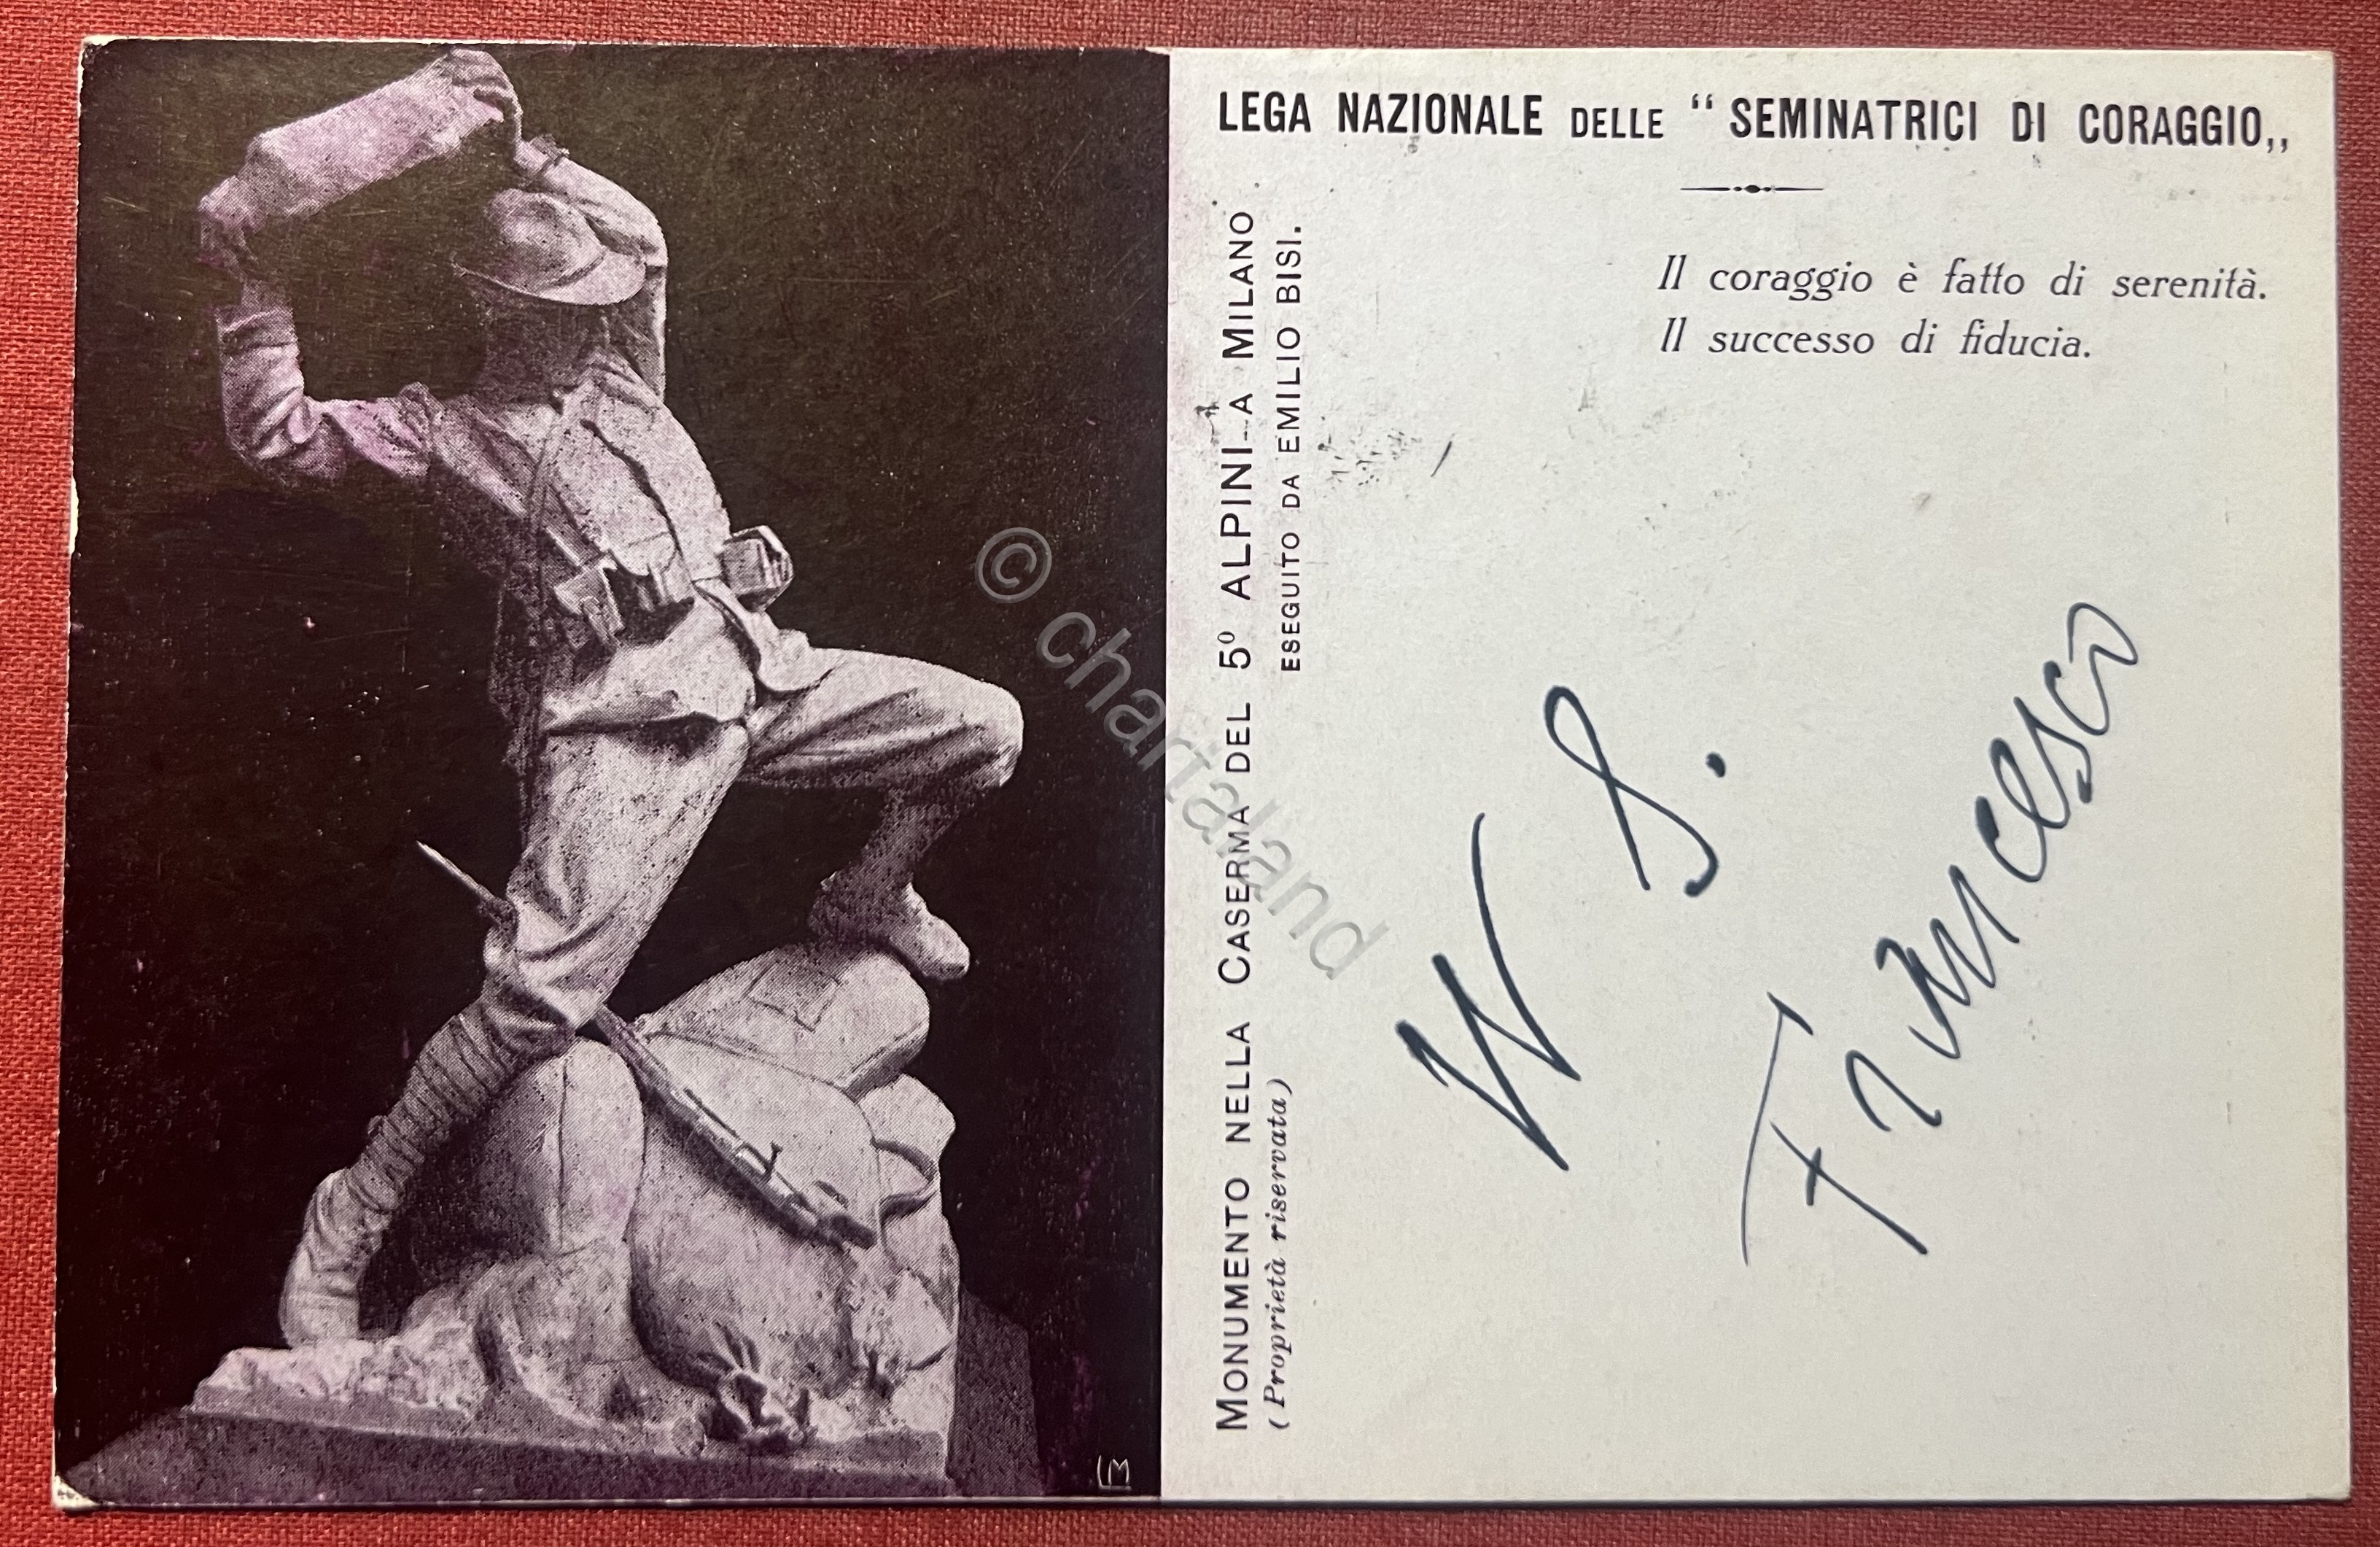 LEGA NAZIONALE DELLE “ SEMINATRICI DI CORAGGIO„
Il coraggio è fatto di serenità.
Il successo di fiducia.
MONUMENTO NELLA CASERMA DEL 5º ALPINI - A MILANO
ESEGUITO DA EMILIO BISI.
(Proprietà riservata)
W S.
Francesco
© chartaland
LM